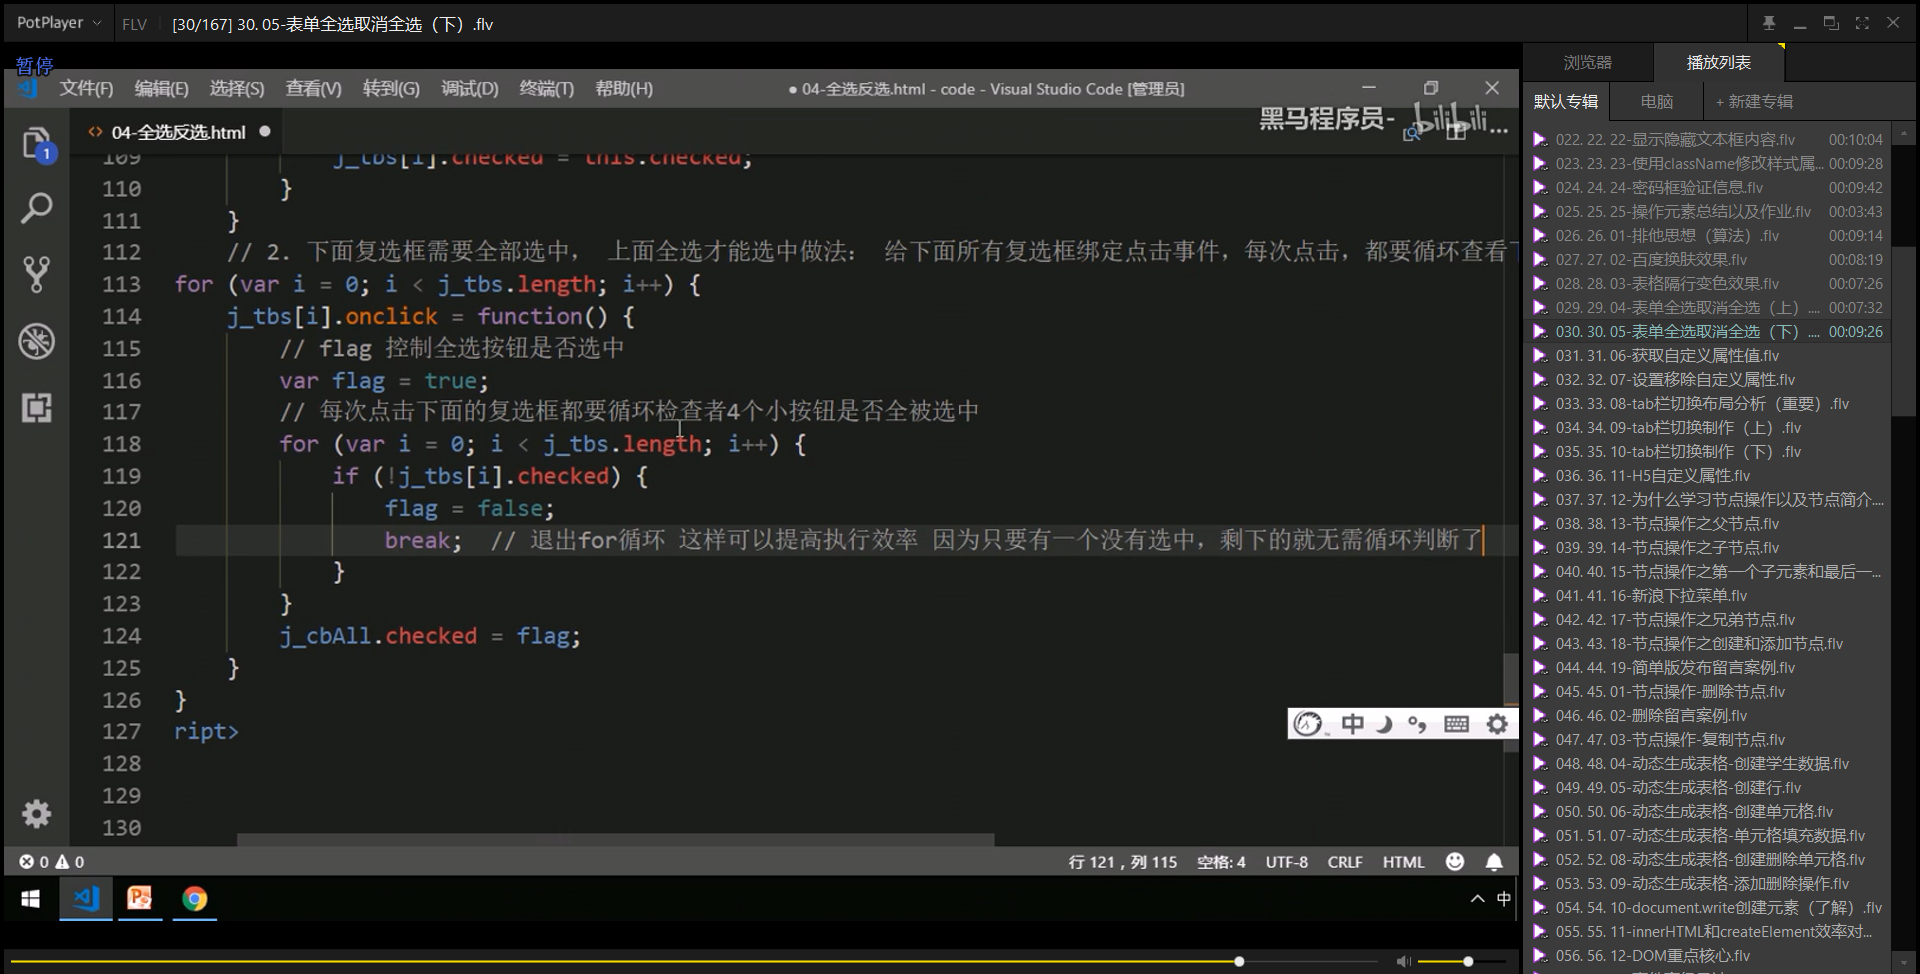 PotPlayer FLV [30/167] 30. 05-表单全选取消全选（下）.flv
暂停
文件(F) 编辑(E) 选择(S) 查看(V) 转到(G) 调试(D) 终端(T) 帮助(H) ● 04-全选反选.html - code - Visual Studio Code [管理员]
04-全选反选.html ●
黑马程序员- bilibili
1
109 j_tbs[i].checked = this.checked;
110 }
111 }
112 // 2. 下面复选框需要全部选中， 上面全选才能选中做法： 给下面所有复选框绑定点击事件，每次点击，都要循环查看
113 for (var i = 0; i < j_tbs.length; i++) {
114 j_tbs[i].onclick = function() {
115 // flag 控制全选按钮是否选中
116 var flag = true;
117 // 每次点击下面的复选框都要循环检查者4个小按钮是否全被选中
118 for (var i = 0; i < j_tbs.length; i++) {
119 if (!j_tbs[i].checked) {
120 flag = false;
121 break; // 退出for循环 这样可以提高执行效率 因为只要有一个没有选中，剩下的就无需循环判断了
122 }
123 }
124 j_cbAll.checked = flag;
125 }
126 }
127 ript>
128
129
130
中
0 0 行 121，列 115 空格: 4 UTF-8 CRLF HTML
中
浏览器 播放列表
默认专辑 电脑 + 新建专辑
022. 22. 22-显示隐藏文本框内容.flv 00:10:04
023. 23. 23-使用className修改样式属... 00:09:28
024. 24. 24-密码框验证信息.flv 00:09:42
025. 25. 25-操作元素总结以及作业.flv 00:03:43
026. 26. 01-排他思想（算法）.flv 00:09:14
027. 27. 02-百度换肤效果.flv 00:08:19
028. 28. 03-表格隔行变色效果.flv 00:07:26
029. 29. 04-表单全选取消全选（上）.... 00:07:32
030. 30. 05-表单全选取消全选（下）.... 00:09:26
031. 31. 06-获取自定义属性值.flv
032. 32. 07-设置移除自定义属性.flv
033. 33. 08-tab栏切换布局分析（重要）.flv
034. 34. 09-tab栏切换制作（上）.flv
035. 35. 10-tab栏切换制作（下）.flv
036. 36. 11-H5自定义属性.flv
037. 37. 12-为什么学习节点操作以及节点简介....
038. 38. 13-节点操作之父节点.flv
039. 39. 14-节点操作之子节点.flv
040. 40. 15-节点操作之第一个子元素和最后一...
041. 41. 16-新浪下拉菜单.flv
042. 42. 17-节点操作之兄弟节点.flv
043. 43. 18-节点操作之创建和添加节点.flv
044. 44. 19-简单版发布留言案例.flv
045. 45. 01-节点操作-删除节点.flv
046. 46. 02-删除留言案例.flv
047. 47. 03-节点操作-复制节点.flv
048. 48. 04-动态生成表格-创建学生数据.flv
049. 49. 05-动态生成表格-创建行.flv
050. 50. 06-动态生成表格-创建单元格.flv
051. 51. 07-动态生成表格-单元格填充数据.flv
052. 52. 08-动态生成表格-创建删除单元格.flv
053. 53. 09-动态生成表格-添加删除操作.flv
054. 54. 10-document.write创建元素（了解）.flv
055. 55. 11-innerHTML和createElement效率对...
056. 56. 12-DOM重点核心.flv